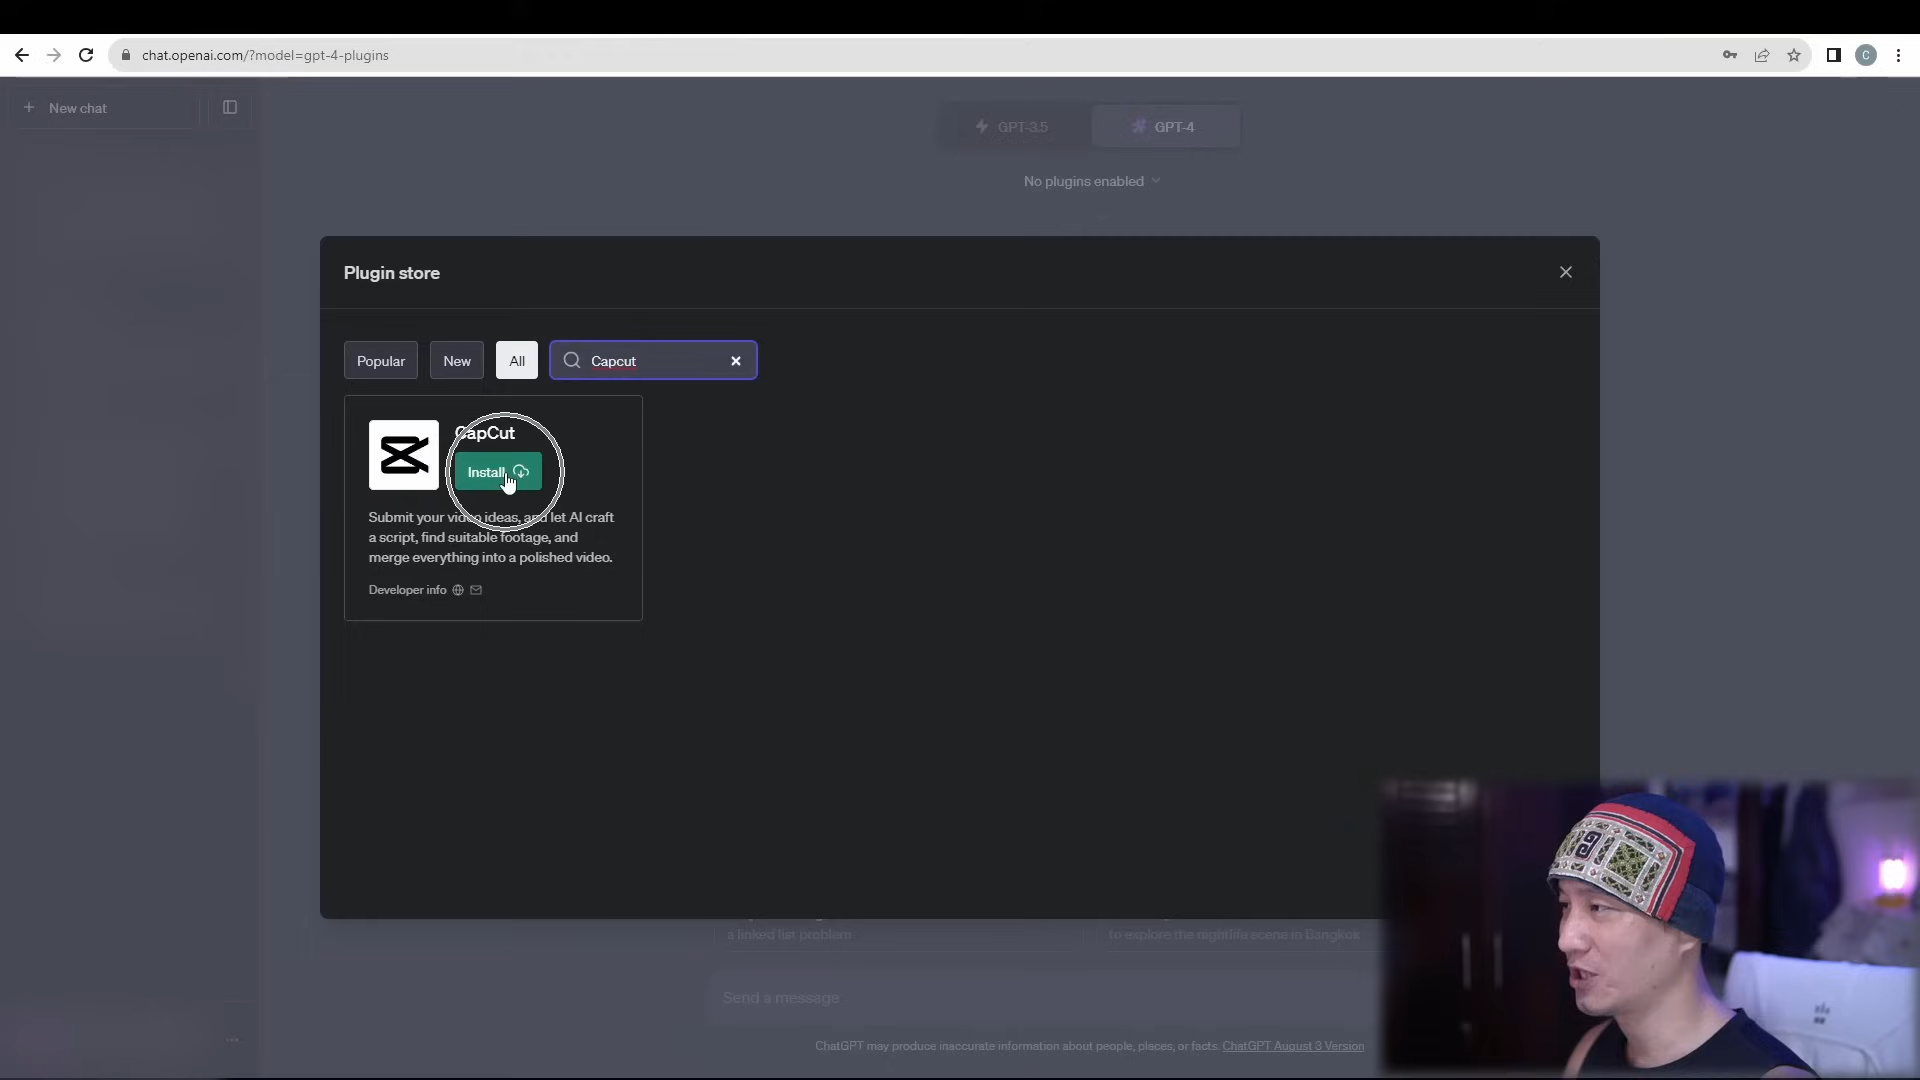 chat.openai.com/?model=gpt-4-plugins
C
New chat
GPT-3.5
GPT-4
No plugins enabled
Plugin store
Popular
New
All
Capcut
CapCut
Install
Submit your video ideas, and let AI craft
a script, find suitable footage, and
merge everything into a polished video.
Developer info
a linked list problem
to explore the nightlife scene in Bangkok
Send a message
ChatGPT may produce inaccurate information about people, places, or facts. ChatGPT August 3 Version